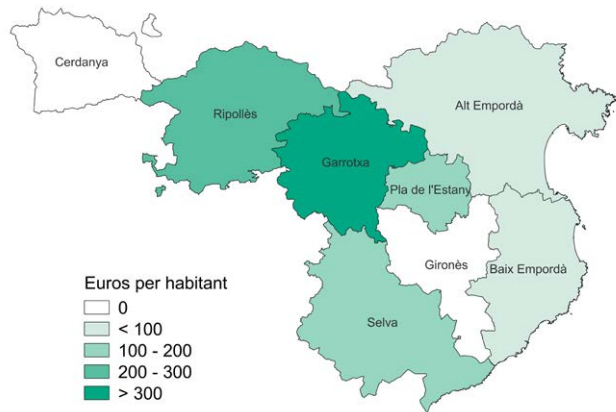 Cerdanya
Ripollès
Alt Empordà
Garrotxa
Pla de l'Estany
Gironès
Baix Empordà
Selva
Euros per habitant
0
< 100
100 - 200
200 - 300
> 300